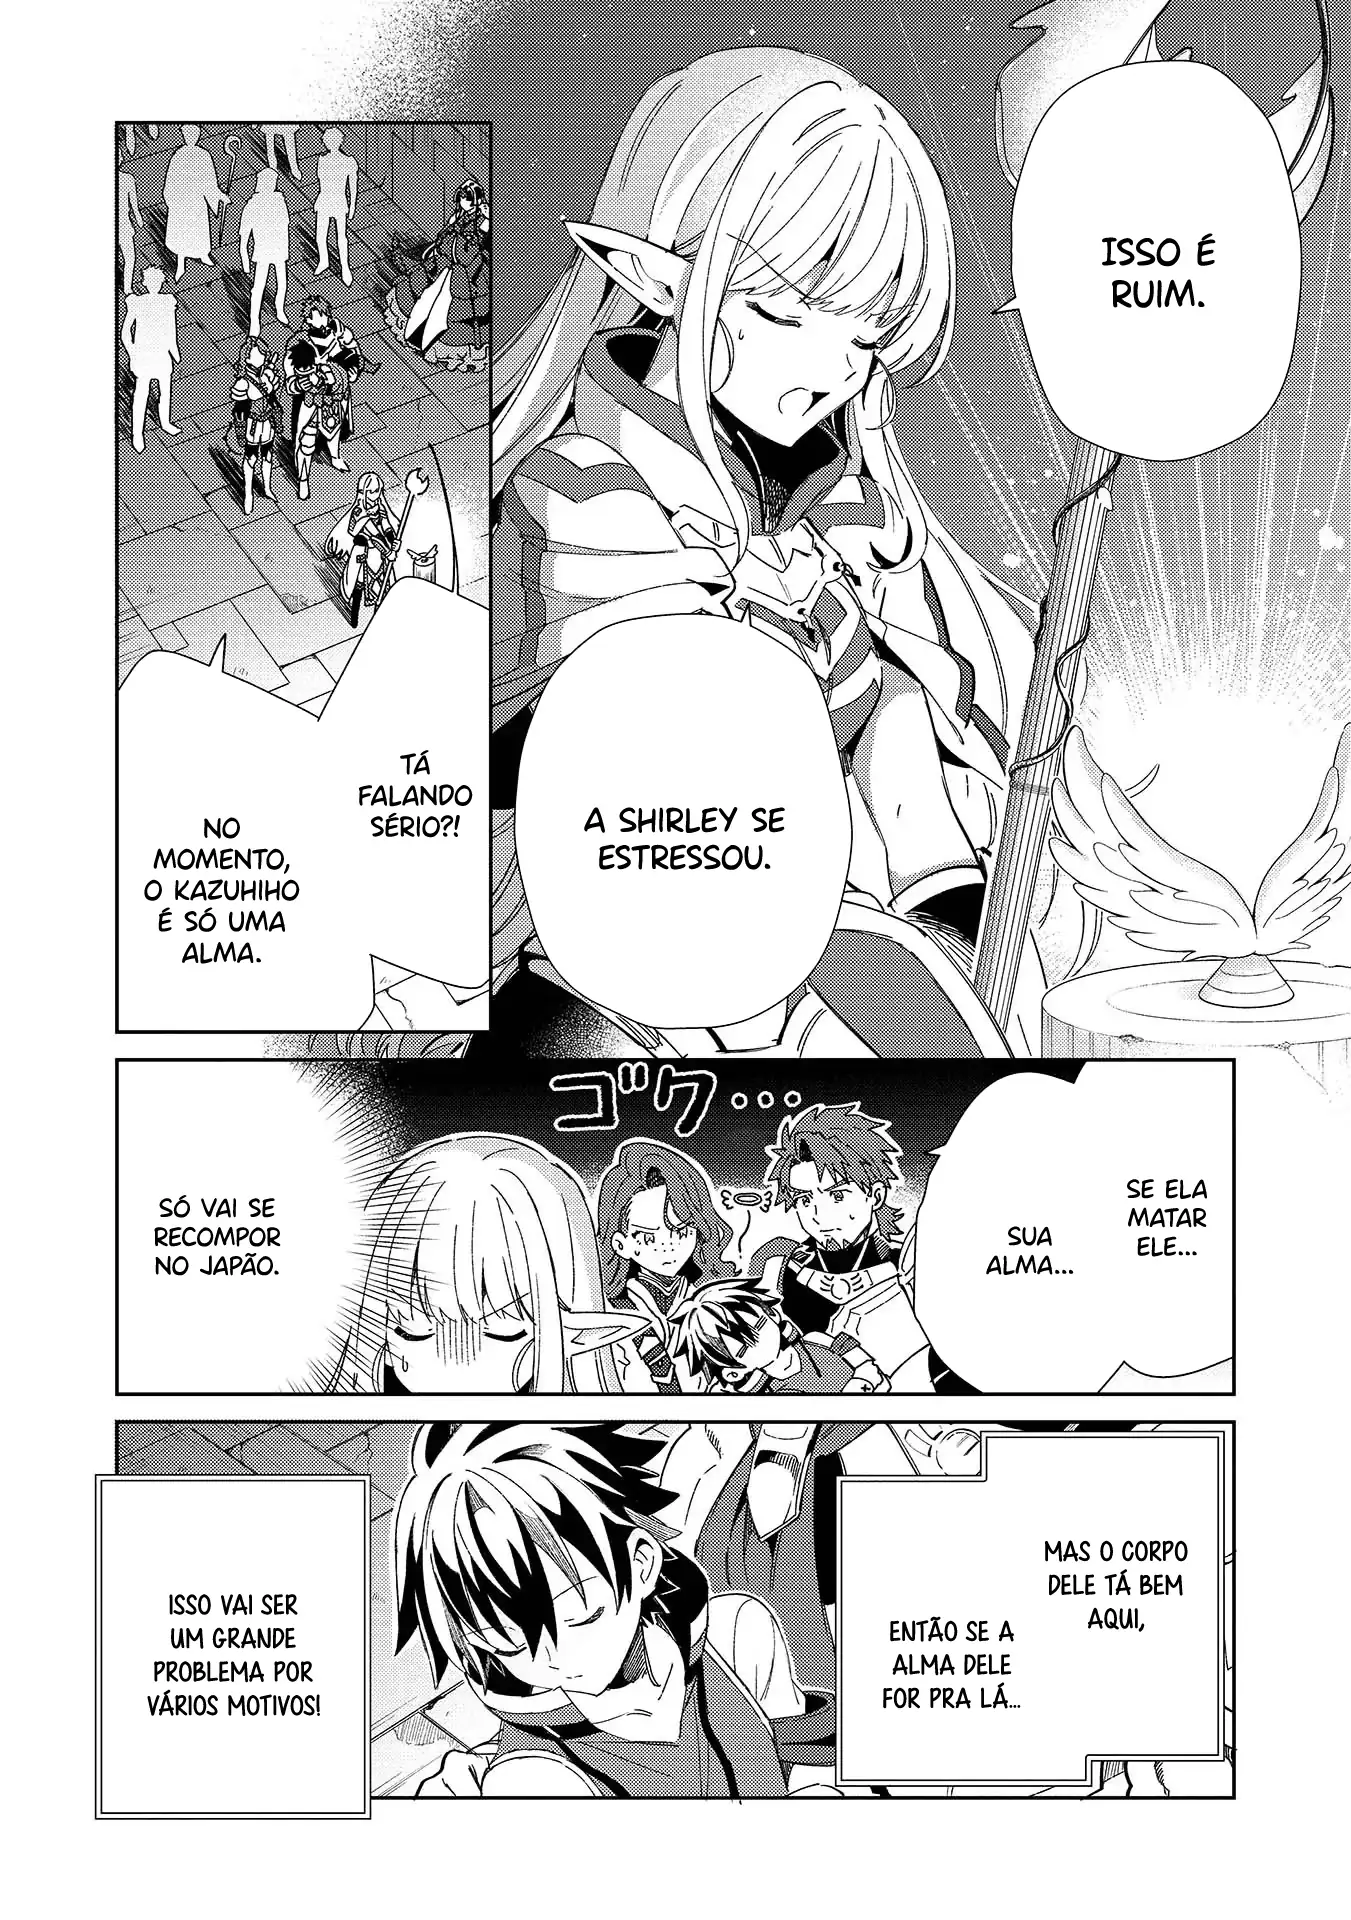 ISSO É
RUIM.
A SHIRLEY SE
ESTRESSOU.
TÁ
FALANDO
SÉRIO?!
NO
MOMENTO,
O KAZUHIHO
É SÓ UMA
ALMA.
SE ELA
MATAR
ELE...
SUA
ALMA...
ゴク...
SÓ VAI SE
RECOMPOR
NO JAPÃO.
MAS O CORPO
DELE TÁ BEM
AQUI,
ENTÃO SE A
ALMA DELE
FOR PRA LÁ...
ISSO VAI SER
UM GRANDE
PROBLEMA POR
VÁRIOS MOTIVOS!